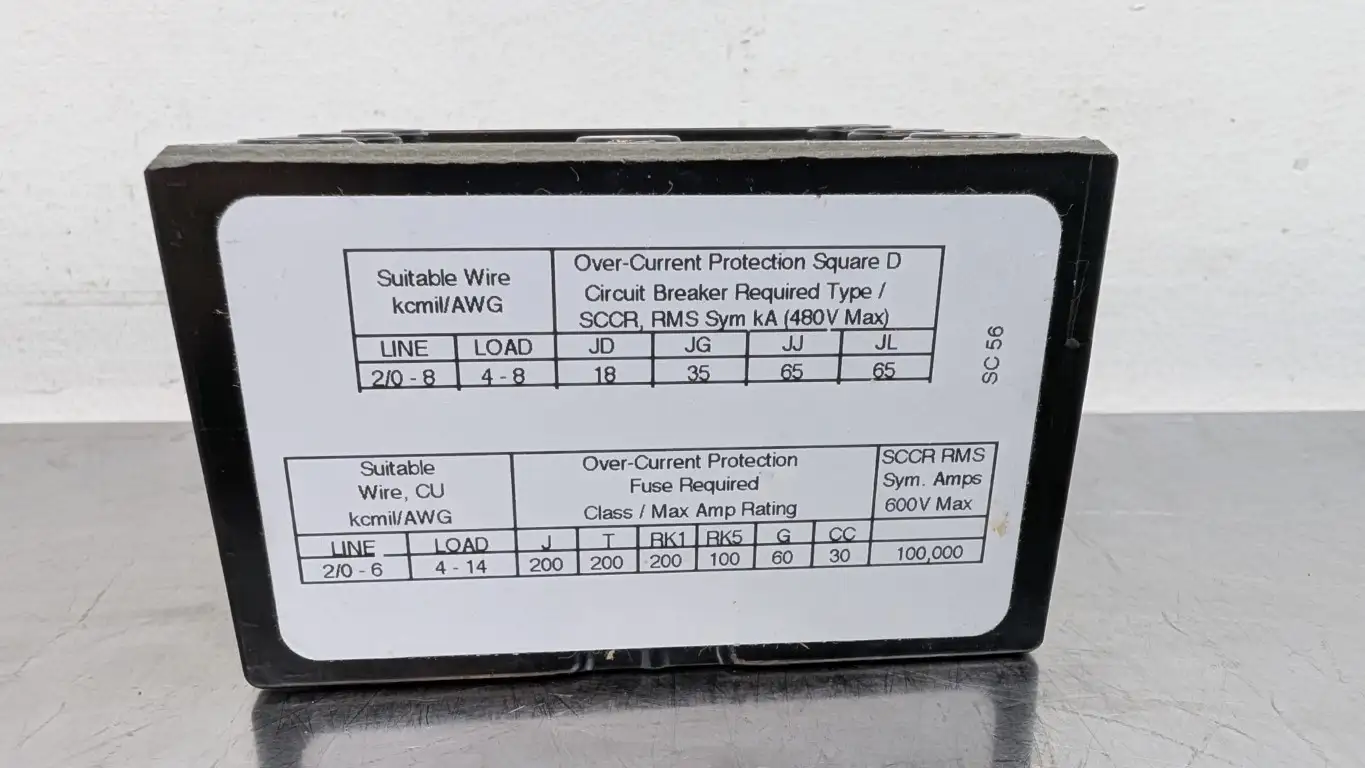 Suitable Wire
kcmil/AWG
Over-Current Protection Square D
Circuit Breaker Required Type /
SCCR, RMS Sym kA (480V Max)
LINE LOAD JD JG JJ JL
2/0 - 8 4 - 8 18 35 65 65
SC 56
Suitable
Wire, CU
kcmil/AWG
Over-Current Protection
Fuse Required
Class / Max Amp Rating
SCCR RMS
Sym. Amps
600V Max
LINE LOAD J T RK1 RK5 G CC
2/0 - 6 4 - 14 200 200 200 100 60 30 100,000